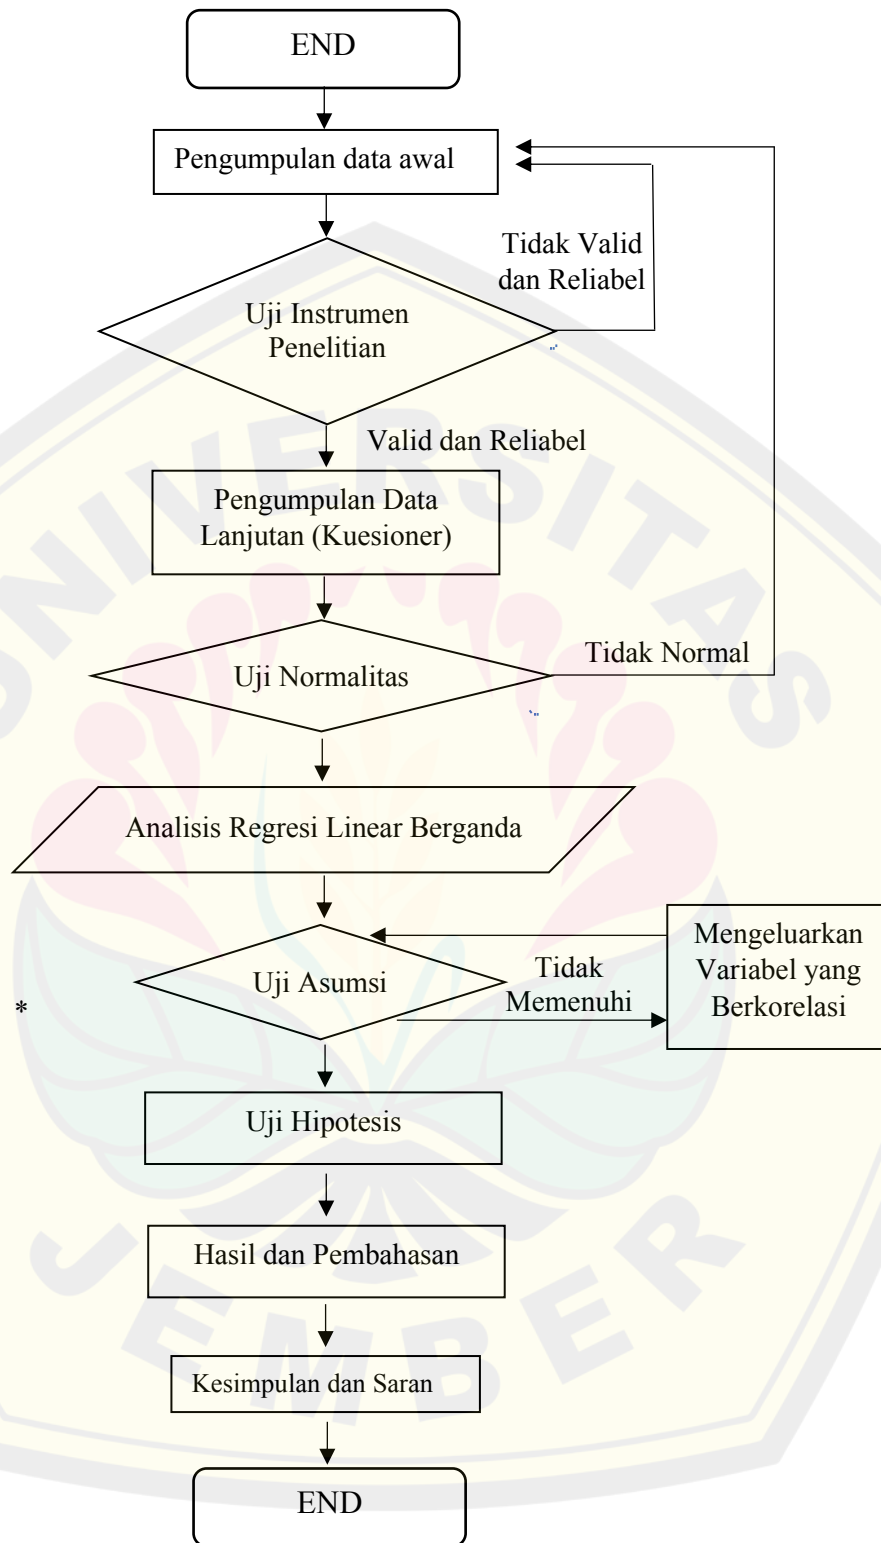 END
Pengumpulan data awal
Tidak Valid
dan Reliabel
Uji Instrumen
Penelitian
Valid dan Reliabel
Pengumpulan Data
Lanjutan (Kuesioner)
Tidak Normal
Uji Normalitas
Analisis Regresi Linear Berganda
Mengeluarkan
Variabel yang
Berkorelasi
Uji Asumsi
Tidak
Memenuhi
*
Uji Hipotesis
Hasil dan Pembahasan
Kesimpulan dan Saran
END
UNIVERSITAS
JEMBER